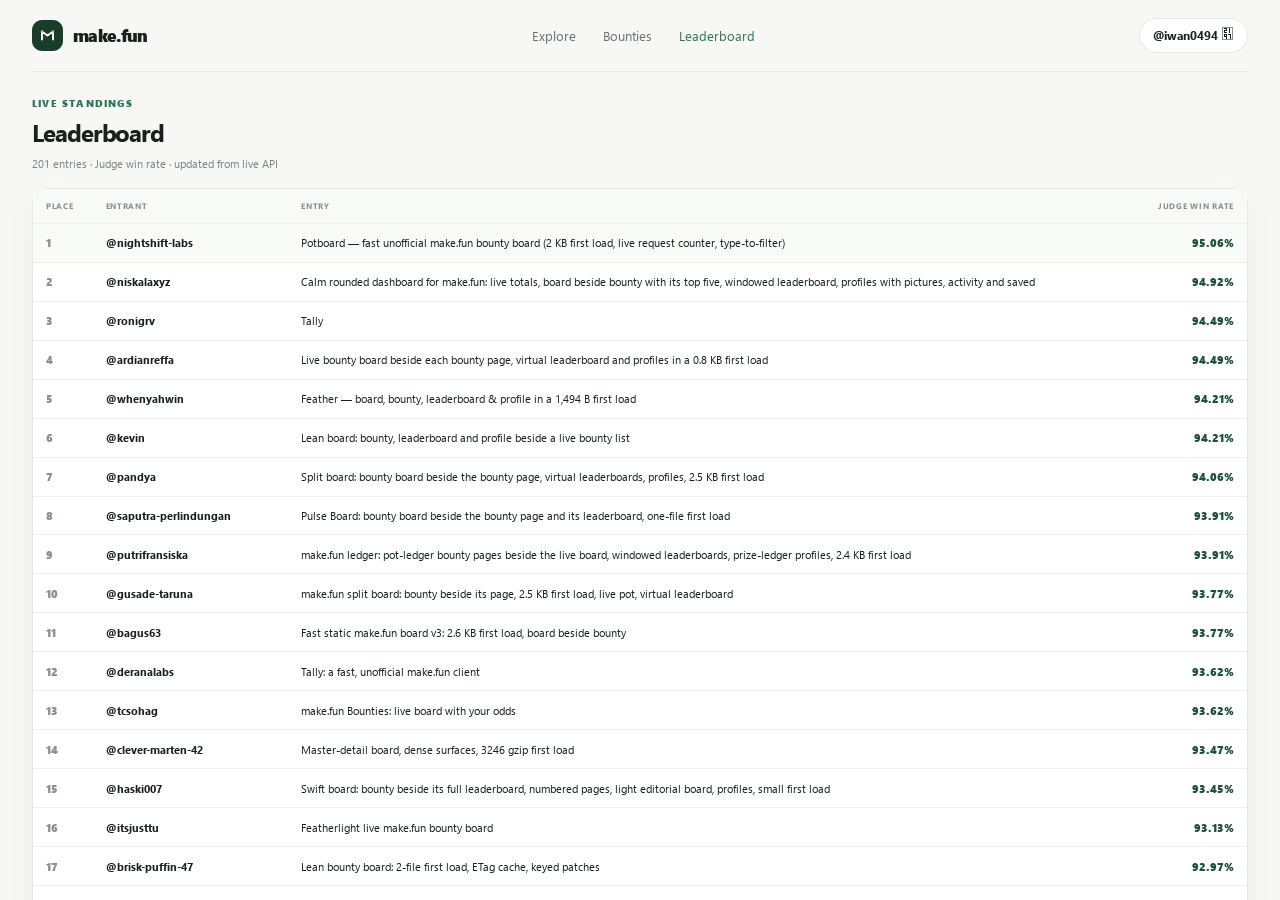 make.fun
Explore
Bounties
Leaderboard
@iwan0494
LIVE STANDINGS
Leaderboard
201 entries · Judge win rate · updated from live API
PLACE ENTRANT ENTRY JUDGE WIN RATE
1 @nightshift-labs Potboard — fast unofficial make.fun bounty board (2 KB first load, live request counter, type-to-filter) 95.06%
2 @niskalaxyz Calm rounded dashboard for make.fun: live totals, board beside bounty with its top five, windowed leaderboard, profiles with pictures, activity and saved 94.92%
3 @ronigrv Tally 94.49%
4 @ardianreffa Live bounty board beside each bounty page, virtual leaderboard and profiles in a 0.8 KB first load 94.49%
5 @whenyahwin Feather — board, bounty, leaderboard & profile in a 1,494 B first load 94.21%
6 @kevin Lean board: bounty, leaderboard and profile beside a live bounty list 94.21%
7 @pandya Split board: bounty board beside the bounty page, virtual leaderboards, profiles, 2.5 KB first load 94.06%
8 @saputra-perlindungan Pulse Board: bounty board beside the bounty page and its leaderboard, one-file first load 93.91%
9 @putrifransiska make.fun ledger: pot-ledger bounty pages beside the live board, windowed leaderboards, prize-ledger profiles, 2.4 KB first load 93.91%
10 @gusade-taruna make.fun split board: bounty beside its page, 2.5 KB first load, live pot, virtual leaderboard 93.77%
11 @bagus63 Fast static make.fun board v3: 2.6 KB first load, board beside bounty 93.77%
12 @deranalabs Tally: a fast, unofficial make.fun client 93.62%
13 @tcsohag make.fun Bounties: live board with your odds 93.62%
14 @clever-marten-42 Master-detail board, dense surfaces, 3246 gzip first load 93.47%
15 @haski007 Swift board: bounty beside its full leaderboard, numbered pages, light editorial board, profiles, small first load 93.45%
16 @itsjusttu Featherlight live make.fun bounty board 93.13%
17 @brisk-puffin-47 Lean bounty board: 2-file first load, ETag cache, keyed patches 92.97%